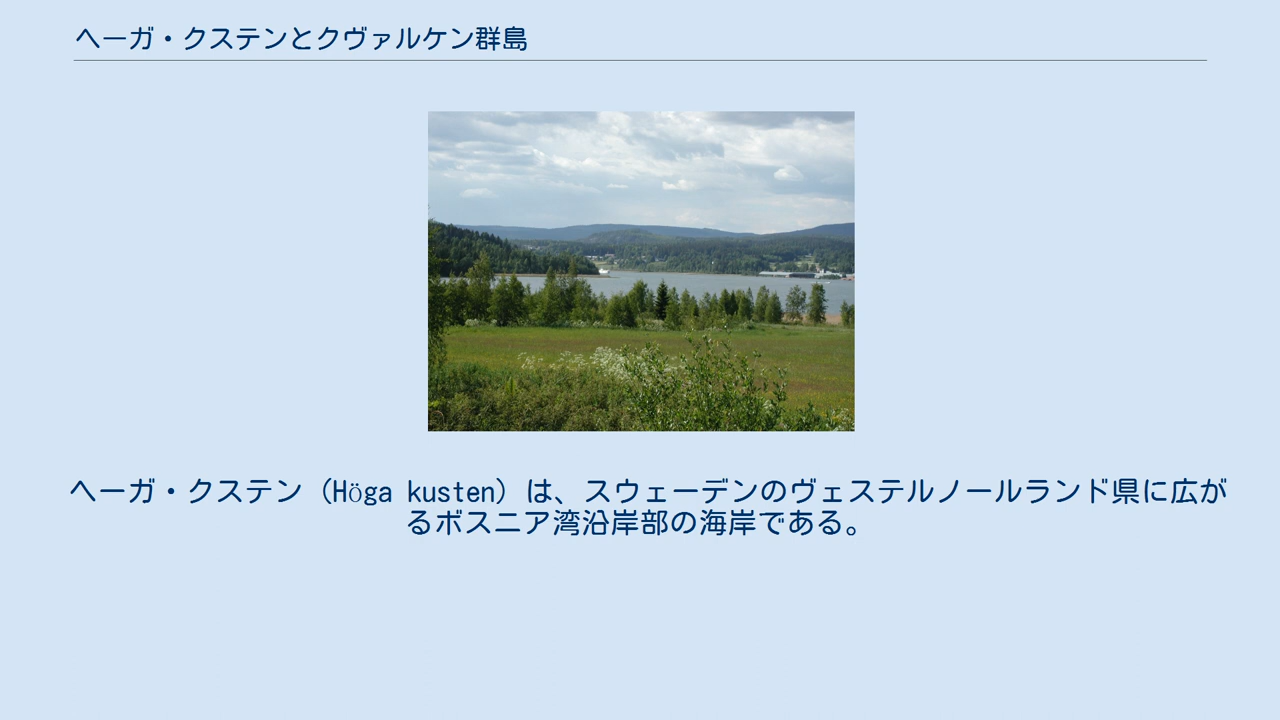 ヘーガ・クステンとクヴァルケン群島
ヘーガ・クステン（Höga kusten）は、スウェーデンのヴェステルノールランド県に広が
るボスニア湾沿岸部の海岸である。